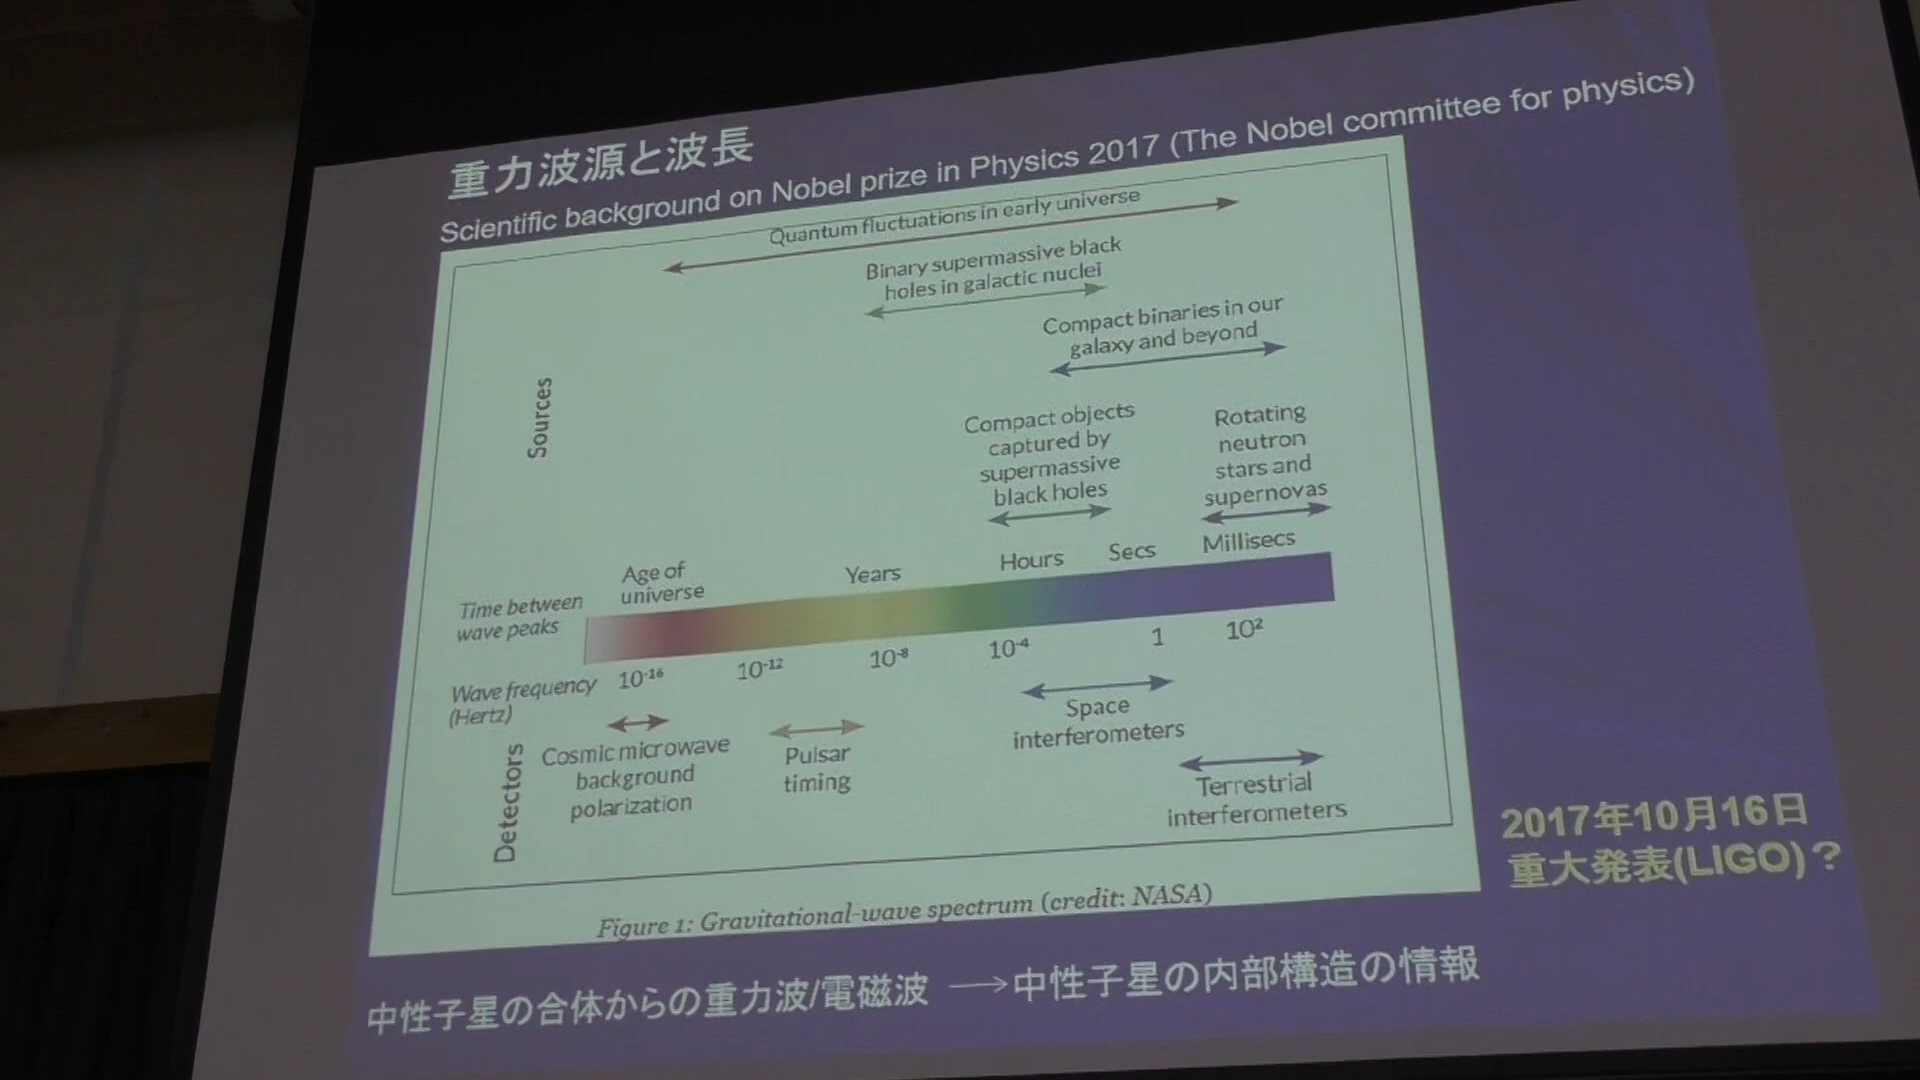 重力波源と波長
Scientific background on Nobel prize in Physics 2017 (The Nobel committee for physics)
Quantum fluctuations in early universe
Binary supermassive black
holes in galactic nuclei
Compact binaries in our
galaxy and beyond
Sources
Compact objects
captured by
supermassive
black holes
Rotating
neutron
stars and
supernovas
Age of
universe
Years
Hours
Secs
Millisecs
Time between
wave peaks
Wave frequency
(Hertz)
10⁻¹⁶
10⁻¹²
10⁻⁸
10⁻⁴
1
10²
Detectors
Cosmic microwave
background
polarization
Pulsar
timing
Space
interferometers
Terrestrial
interferometers
Figure 1: Gravitational-wave spectrum (credit: NASA)
2017年10月16日
重大発表(LIGO)？
中性子星の合体からの重力波/電磁波 →中性子星の内部構造の情報